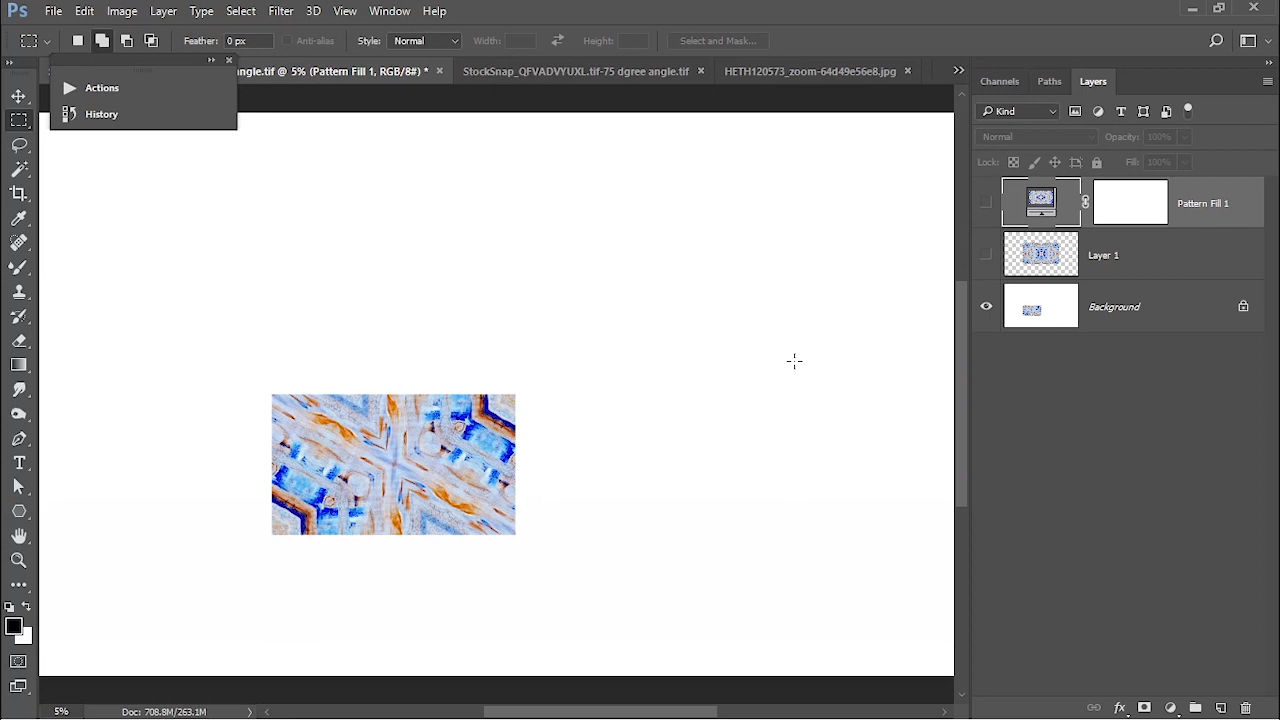 Ps File Edit Image Layer Type Select Filter 3D View Window Help
Feather: 0 px Anti-alias Style: Normal Width: Height: Select and Mask...
angle.tif @ 5% (Pattern Fill 1, RGB/8#) * StockSnap_QFVADVYUXL.tif-75 dgree angle.tif HETH120573_zoom-64d49e56e8.jpg
Actions
History
Channels Paths Layers
Kind
Normal Opacity: 100%
Lock: Fill: 100%
Pattern Fill 1
Layer 1
Background
5% Doc: 708.8M/263.1M